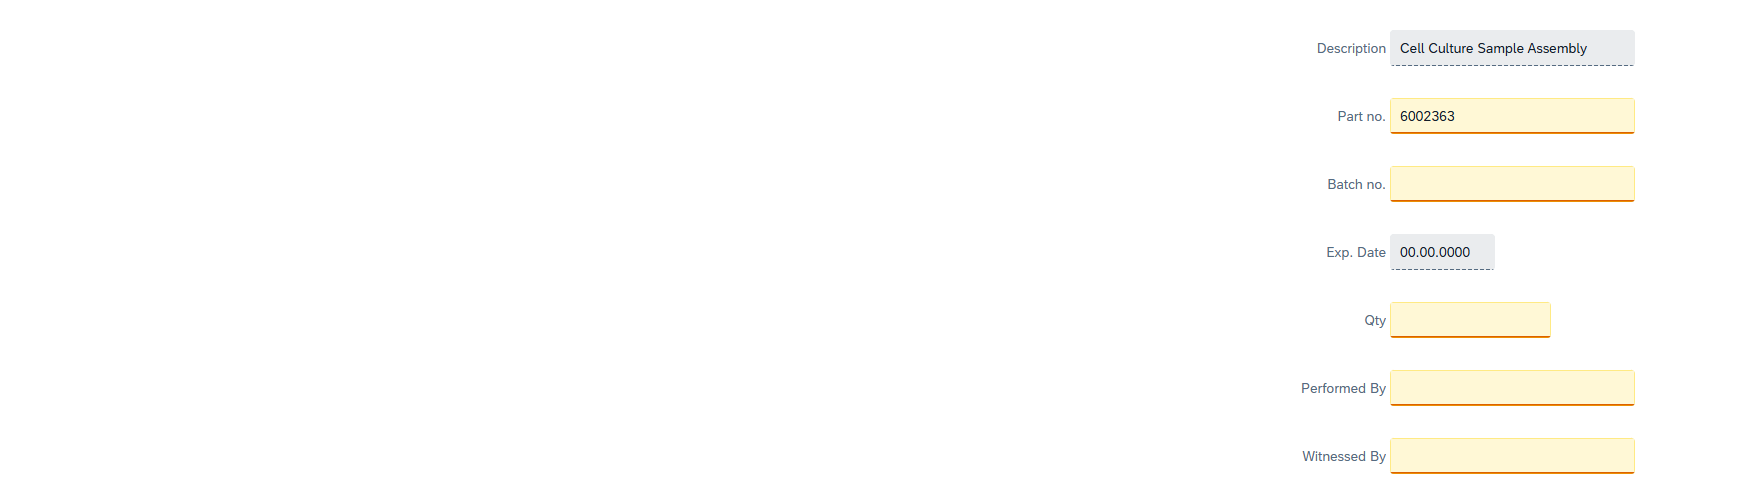 Description Cell Culture Sample Assembly
Part no. 6002363
Batch no.
Exp. Date 00.00.0000
Qty
Performed By
Witnessed By